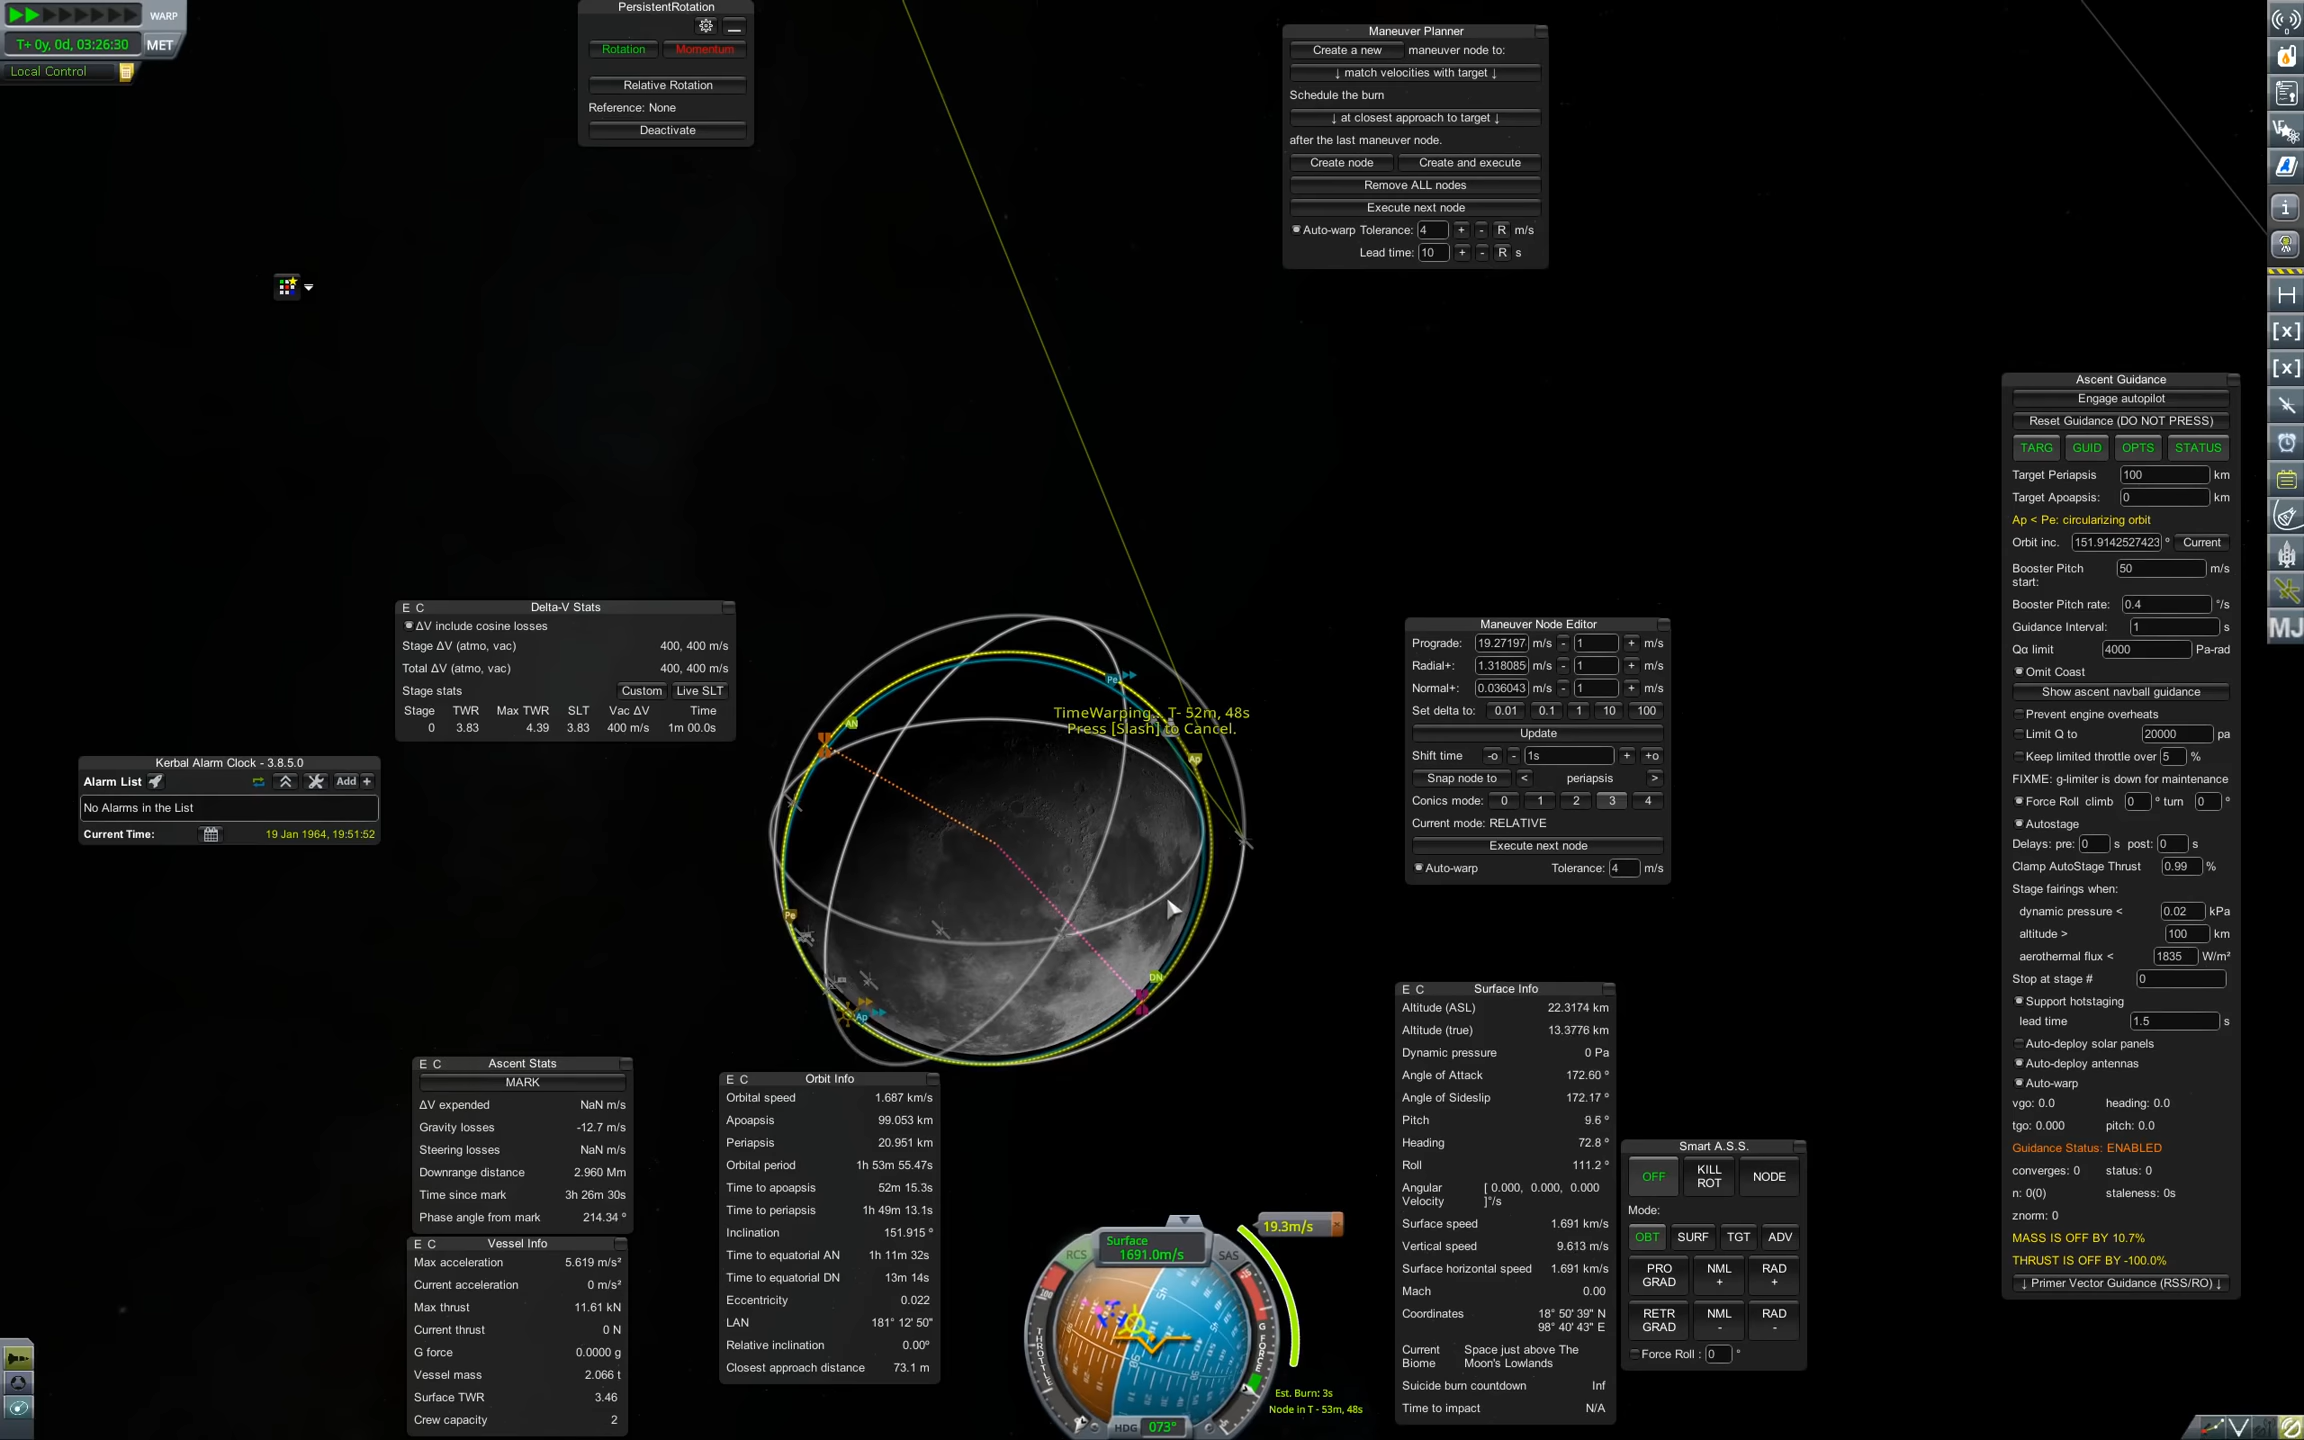 WARP
T+ 0y, 0d, 03:26:30 MET
Local Control
PersistentRotation
Rotation Momentum
Relative Rotation
Reference: None
Deactivate
Maneuver Planner
Create a new maneuver node to:
↓ match velocities with target ↓
Schedule the burn
↓ at closest approach to target ↓
after the last maneuver node.
Create node Create and execute
Remove ALL nodes
Execute next node
Auto-warp Tolerance: 4 + - R m/s
Lead time: 10 + - R s
Ascent Guidance
Engage autopilot
Reset Guidance (DO NOT PRESS)
TARG GUID OPTS STATUS
Target Periapsis 100 km
Target Apoapsis: 0 km
Ap < Pe: circularizing orbit
Orbit inc. 151.9142527423 ° Current
Booster Pitch start: 50 m/s
Booster Pitch rate: 0.4 °/s
Guidance Interval: 1 s
Qα limit 4000 Pa-rad
Omit Coast
Show ascent navball guidance
Prevent engine overheats
Limit Q to 20000 pa
Keep limited throttle over 5 %
FIXME: g-limiter is down for maintenance
Force Roll climb 0 ° turn 0 °
Autostage
Delays: pre: 0 s post: 0 s
Clamp AutoStage Thrust 0.99 %
Stage fairings when:
dynamic pressure < 0.02 kPa
altitude > 100 km
aerothermal flux < 1835 W/m²
Stop at stage # 0
Support hotstaging
lead time 1.5 s
Auto-deploy solar panels
Auto-deploy antennas
Auto-warp
vgo: 0.0 heading: 0.0
tgo: 0.000 pitch: 0.0
Guidance Status: ENABLED
converges: 0 status: 0
n: 0(0) staleness: 0s
znorm: 0
MASS IS OFF BY 10.7%
THRUST IS OFF BY -100.0%
↓ Primer Vector Guidance (RSS/RO) ↓
E C Delta-V Stats
ΔV include cosine losses
Stage ΔV (atmo, vac) 400, 400 m/s
Total ΔV (atmo, vac) 400, 400 m/s
Stage stats Custom Live SLT
Stage TWR Max TWR SLT Vac ΔV Time
0 3.83 4.39 3.83 400 m/s 1m 00.0s
Kerbal Alarm Clock - 3.8.5.0
Alarm List Add +
No Alarms in the List
Current Time: 19 Jan 1964, 19:51:52
Pe
AN
TimeWarping... T- 52m, 48s
Press [Slash] to Cancel.
Ap
Pe
DN
Ap
Maneuver Node Editor
Prograde: 19.27197 m/s - 1 + m/s
Radial+: 1.318085 m/s - 1 + m/s
Normal+: 0.036043 m/s - 1 + m/s
Set delta to: 0.01 0.1 1 10 100
Update
Shift time -o - 1s + +o
Snap node to < periapsis >
Conics mode: 0 1 2 3 4
Current mode: RELATIVE
Execute next node
Auto-warp Tolerance: 4 m/s
E C Surface Info
Altitude (ASL) 22.3174 km
Altitude (true) 13.3776 km
Dynamic pressure 0 Pa
Angle of Attack 172.60 °
Angle of Sideslip 172.17 °
Pitch 9.6 °
Heading 72.8 °
Roll 111.2 °
Angular Velocity [ 0.000, 0.000, 0.000 ]°/s
Surface speed 1.691 km/s
Vertical speed 9.613 m/s
Surface horizontal speed 1.691 km/s
Mach 0.00
Coordinates 18° 50' 39" N
98° 40' 43" E
Current Biome Space just above The Moon's Lowlands
Suicide burn countdown Inf
Time to impact N/A
Smart A.S.S.
OFF KILL ROT NODE
Mode:
OBT SURF TGT ADV
PRO GRAD NML + RAD +
RETR GRAD NML - RAD -
Force Roll : 0 °
E C Ascent Stats
MARK
ΔV expended NaN m/s
Gravity losses -12.7 m/s
Steering losses NaN m/s
Downrange distance 2.960 Mm
Time since mark 3h 26m 30s
Phase angle from mark 214.34 °
E C Vessel Info
Max acceleration 5.619 m/s²
Current acceleration 0 m/s²
Max thrust 11.61 kN
Current thrust 0 N
G force 0.0000 g
Vessel mass 2.066 t
Surface TWR 3.46
Crew capacity 2
E C Orbit Info
Orbital speed 1.687 km/s
Apoapsis 99.053 km
Periapsis 20.951 km
Orbital period 1h 53m 55.47s
Time to apoapsis 52m 15.3s
Time to periapsis 1h 49m 13.1s
Inclination 151.915 °
Time to equatorial AN 1h 11m 32s
Time to equatorial DN 13m 14s
Eccentricity 0.022
LAN 181° 12' 50"
Relative inclination 0.00º
Closest approach distance 73.1 m
19.3m/s
RCS Surface SAS
1691.0m/s
THROTTLE
G FORCE
45
HDG 073°
Est. Burn: 3s
Node in T - 53m, 48s
[x]
[x]
MJ